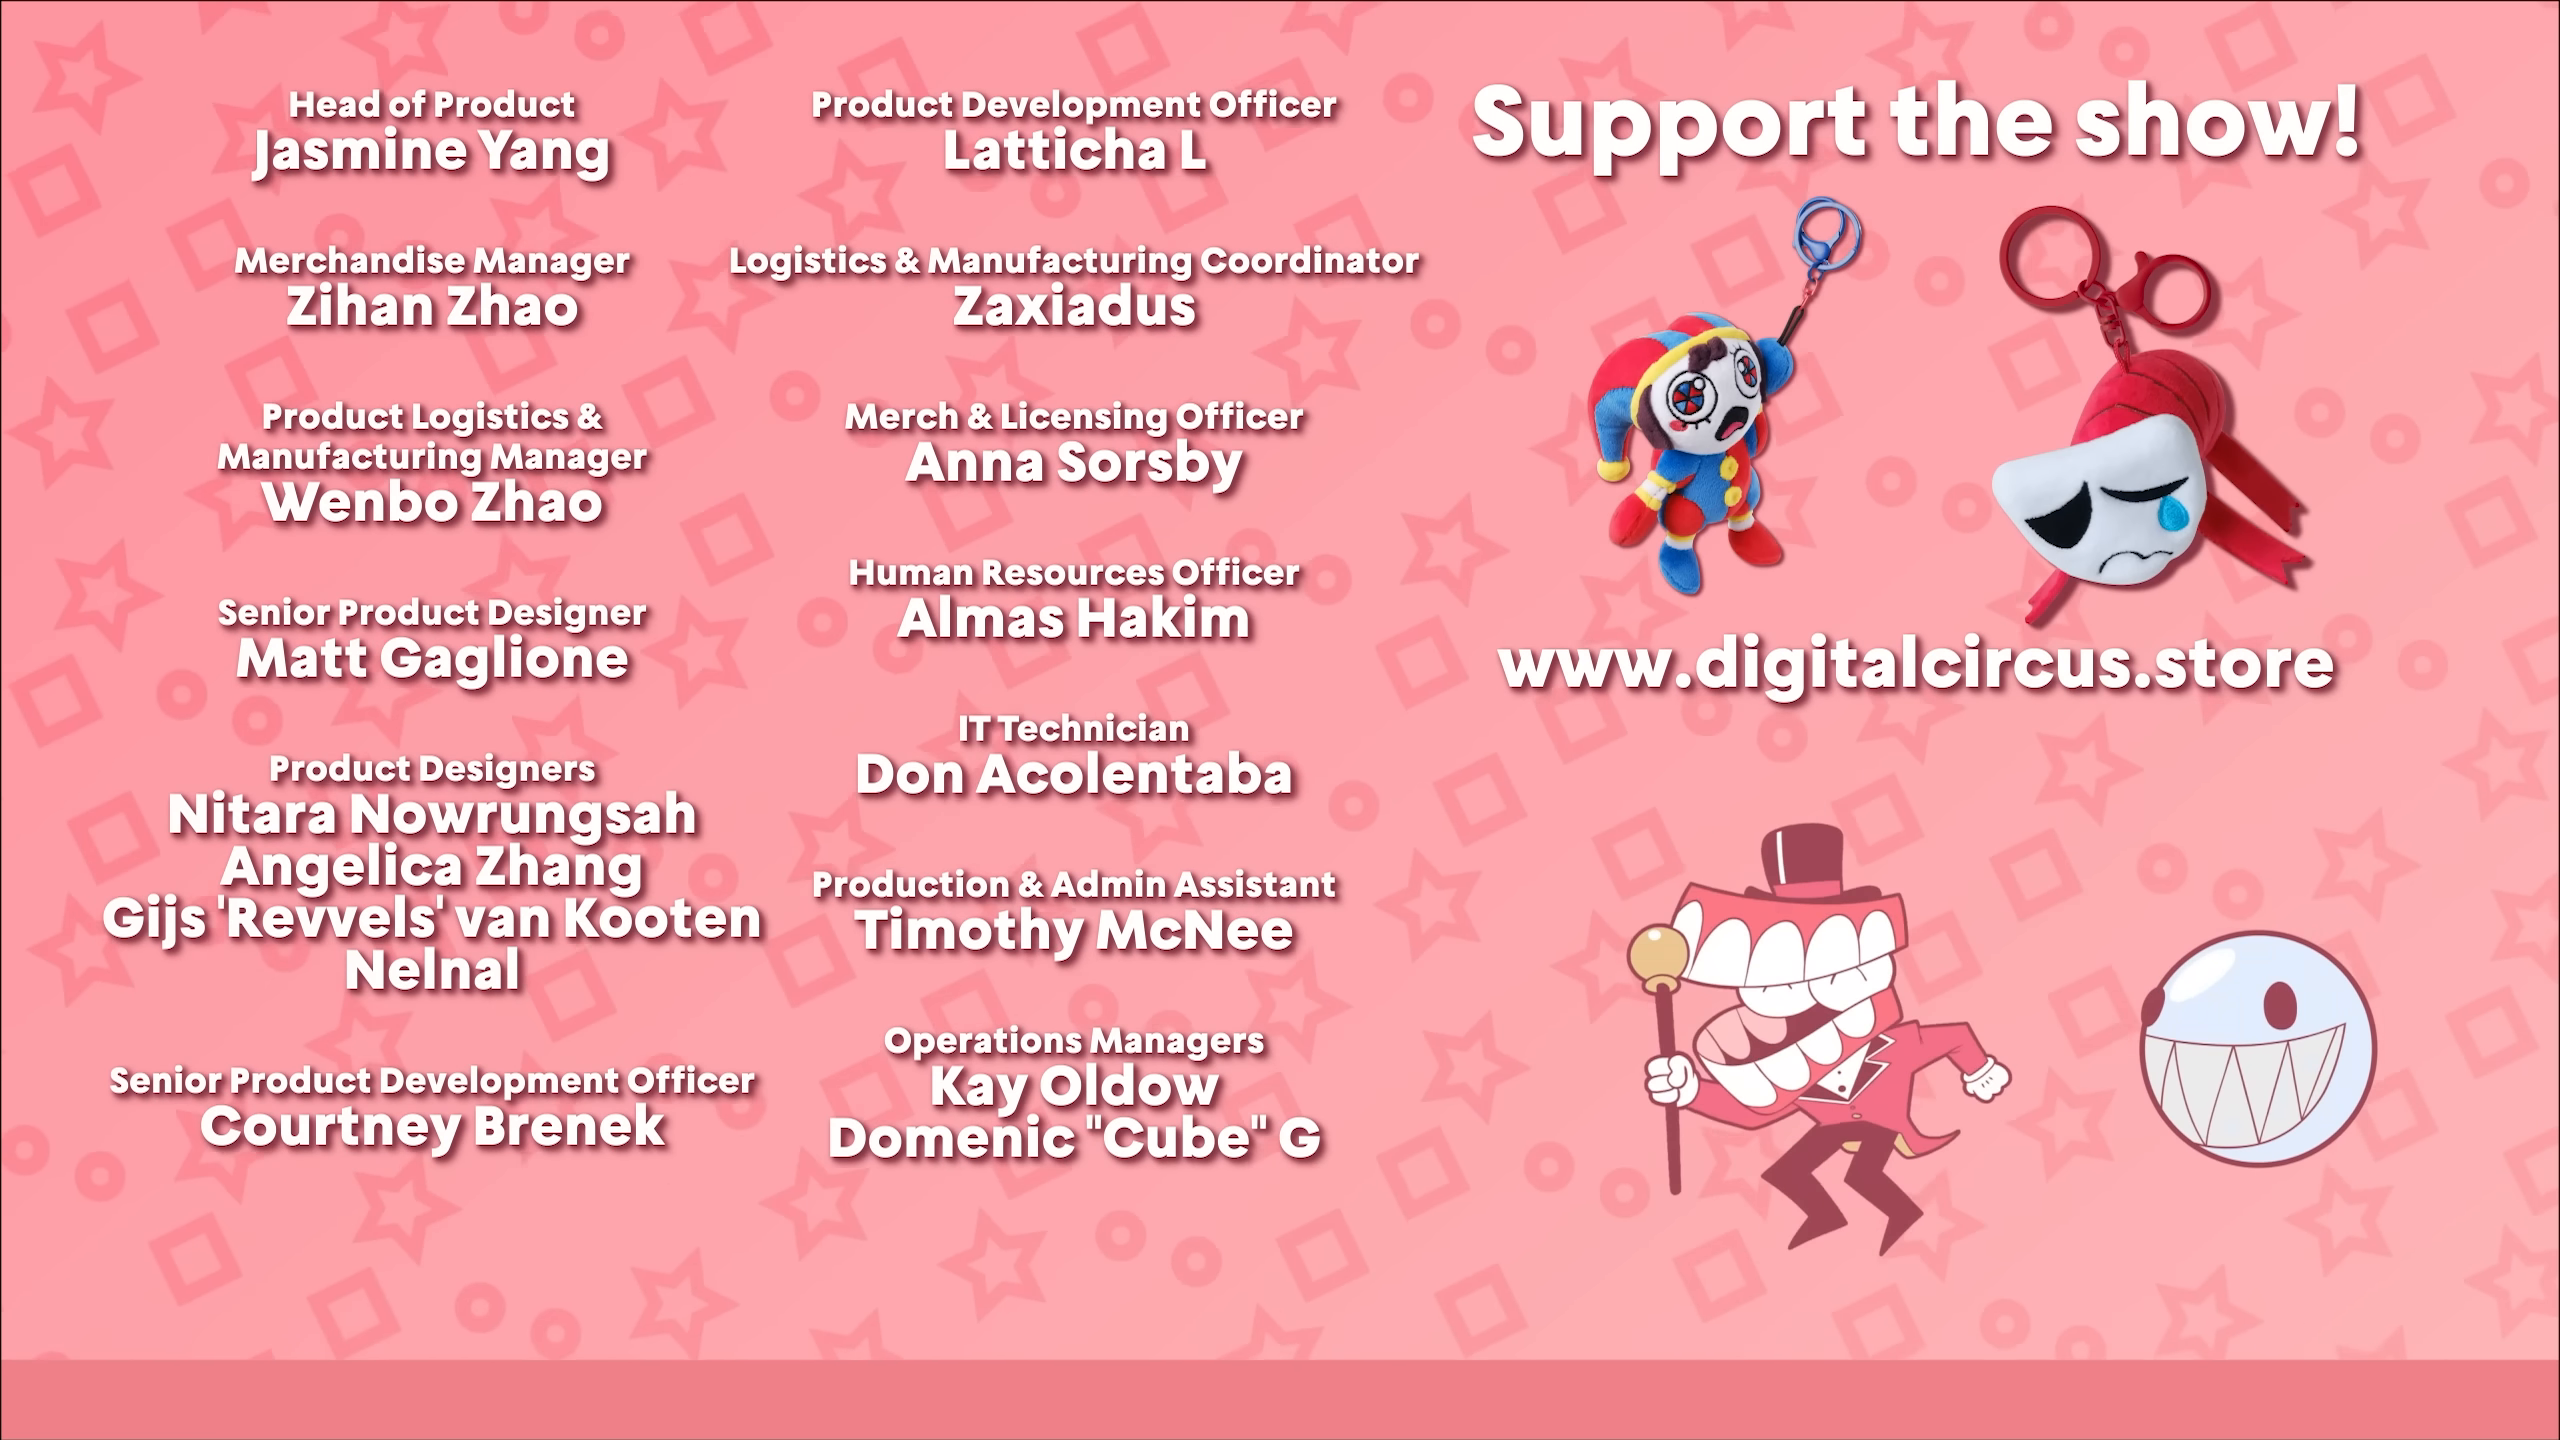 Head of Product
Jasmine Yang
Merchandise Manager
Zihan Zhao
Product Logistics &
Manufacturing Manager
Wenbo Zhao
Senior Product Designer
Matt Gaglione
Product Designers
Nitara Nowrungsah
Angelica Zhang
Gijs 'Revvels' van Kooten
Nelnal
Senior Product Development Officer
Courtney Brenek
Product Development Officer
Latticha L
Logistics & Manufacturing Coordinator
Zaxiadus
Merch & Licensing Officer
Anna Sorsby
Human Resources Officer
Almas Hakim
IT Technician
Don Acolentaba
Production & Admin Assistant
Timothy McNee
Operations Managers
Kay Oldow
Domenic "Cube" G
Support the show!
www.digitalcircus.store